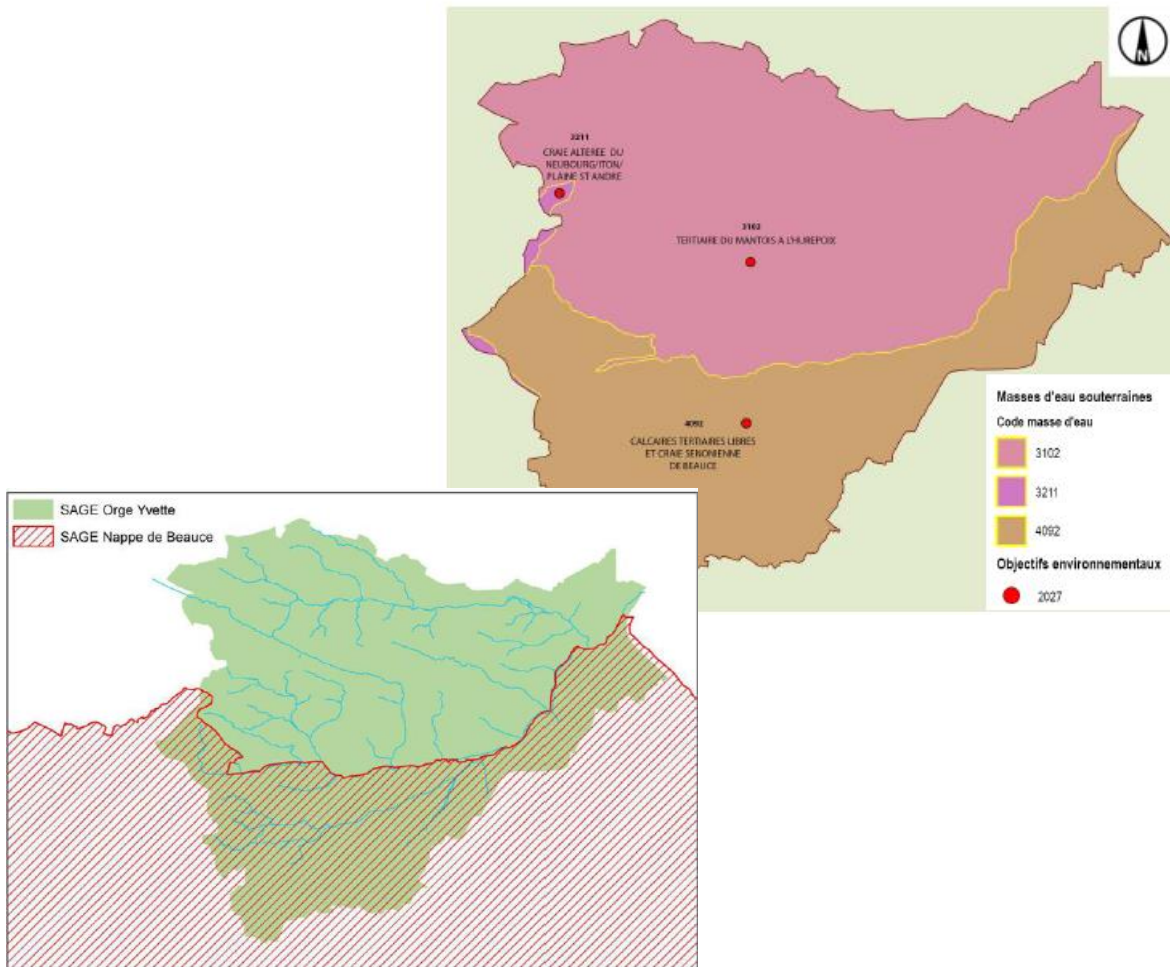 N
3211
CRAIE ALTEREE DU
NEUBOURG/ITON/
PLAINE ST ANDRE
3102
TERTIAIRE DU MANTOIS A L'HUREPOIX
4092
CALCAIRES TERTIAIRES LIBRES
ET CRAIE SENONIENNE
DE BEAUCE
Masses d'eau souterraines
Code masse d'eau
3102
3211
4092
Objectifs environnementaux
2027
SAGE Orge Yvette
SAGE Nappe de Beauce